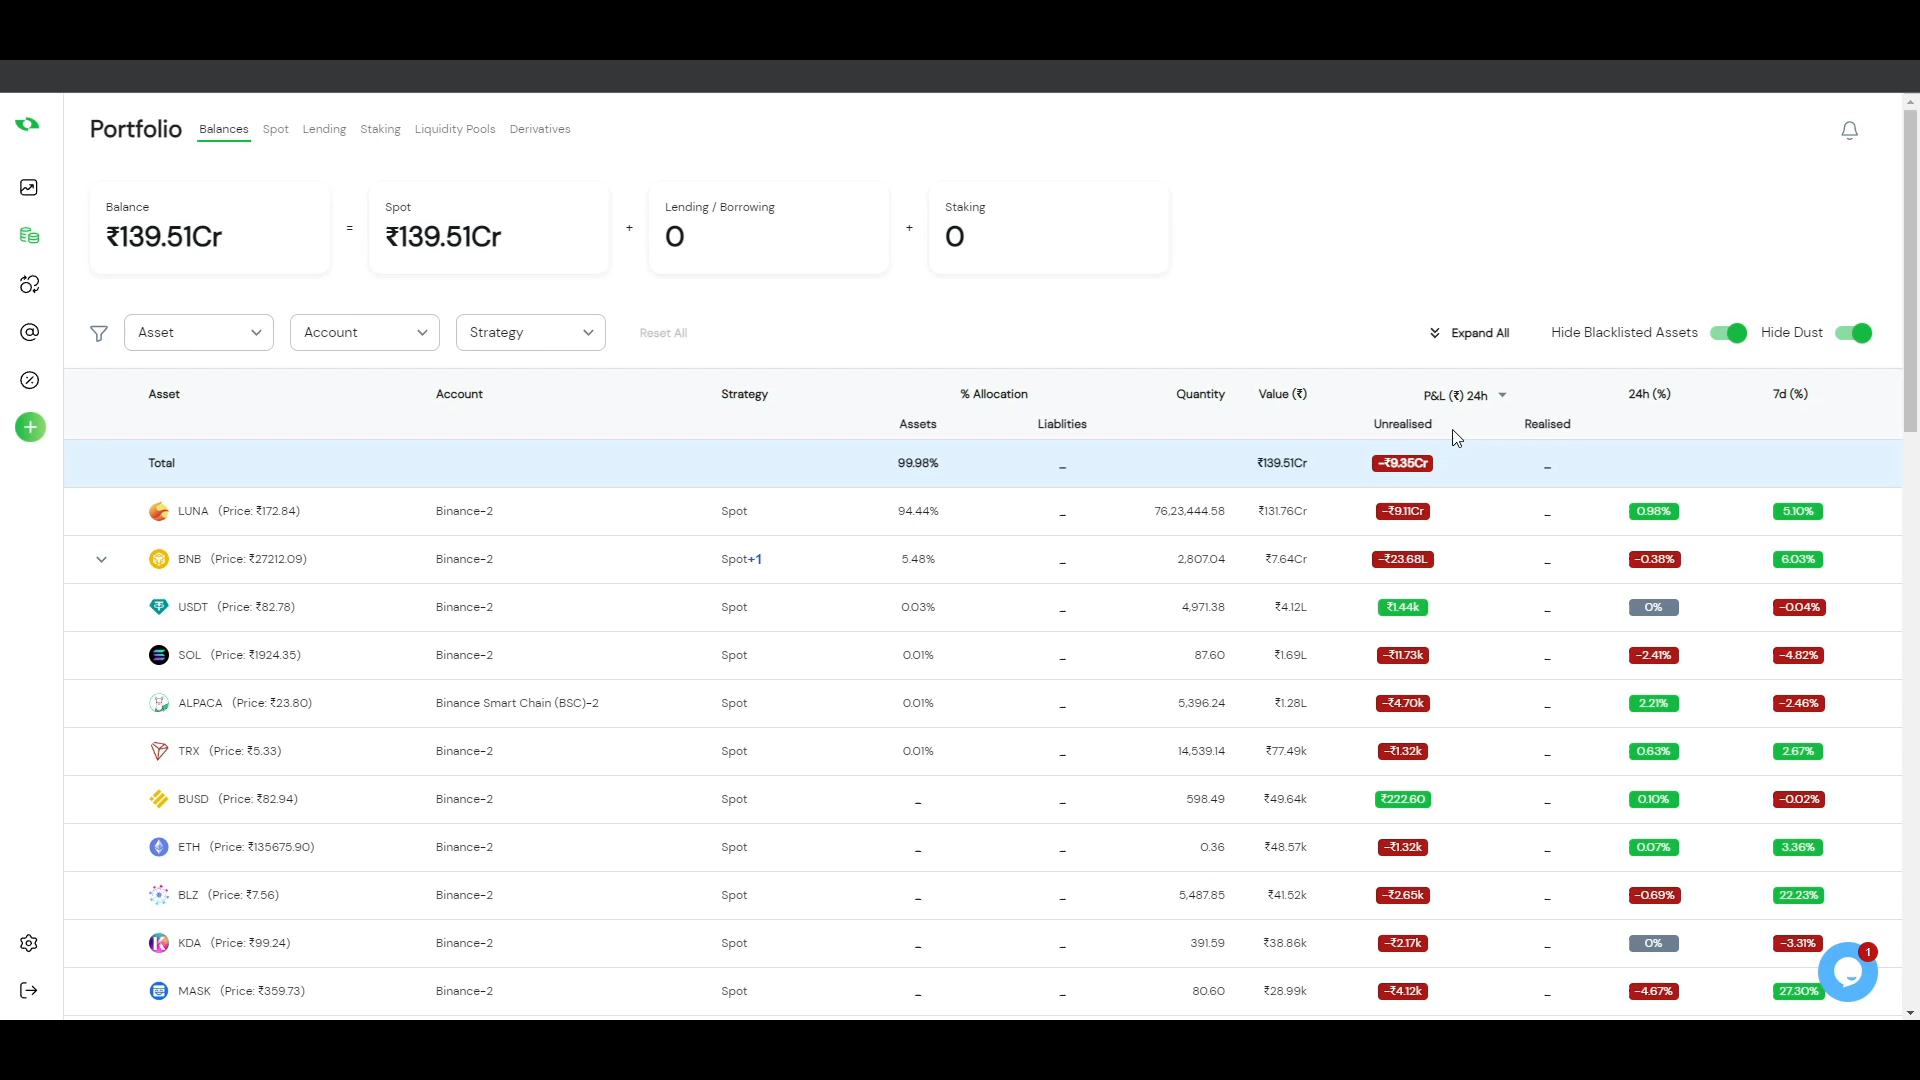 Portfolio Balances Spot Lending Staking Liquidity Pools Derivatives
Balance Spot Lending / Borrowing Staking
₹139.51Cr = ₹139.51Cr + 0 + 0
Asset Account Strategy Reset All Expand All Hide Blacklisted Assets Hide Dust
Asset Account Strategy % Allocation Quantity Value (₹) P&L (₹) 24h 24h (%) 7d (%)
Assets Liablities Unrealised Realised
Total 99.98% – ₹139.51Cr -₹9.35Cr –
LUNA (Price: ₹172.84) Binance-2 Spot 94.44% – 76,23,444.58 ₹131.76Cr -₹9.11Cr – 0.98% 5.10%
BNB (Price: ₹27212.09) Binance-2 Spot+1 5.48% – 2,807.04 ₹7.64Cr -₹23.68L – -0.38% 6.03%
USDT (Price: ₹82.78) Binance-2 Spot 0.03% – 4,971.38 ₹4.12L ₹1.44k – 0% -0.04%
SOL (Price: ₹1924.35) Binance-2 Spot 0.01% – 87.60 ₹1.69L -₹11.73k – -2.41% -4.82%
ALPACA (Price: ₹23.80) Binance Smart Chain (BSC)-2 Spot 0.01% – 5,396.24 ₹1.28L -₹4.70k – 2.21% -2.46%
TRX (Price: ₹5.33) Binance-2 Spot 0.01% – 14,539.14 ₹77.49k -₹1.32k – 0.63% 2.67%
BUSD (Price: ₹82.94) Binance-2 Spot – – 598.49 ₹49.64k ₹222.60 – 0.10% -0.02%
ETH (Price: ₹135675.90) Binance-2 Spot – – 0.36 ₹48.57k -₹1.32k – 0.07% 3.36%
BLZ (Price: ₹7.56) Binance-2 Spot – – 5,487.85 ₹41.52k -₹2.65k – -0.69% 22.23%
KDA (Price: ₹99.24) Binance-2 Spot – – 391.59 ₹38.86k -₹2.17k – 0% -3.31%
1
MASK (Price: ₹359.73) Binance-2 Spot – – 80.60 ₹28.99k -₹4.12k – -4.67% 27.30%